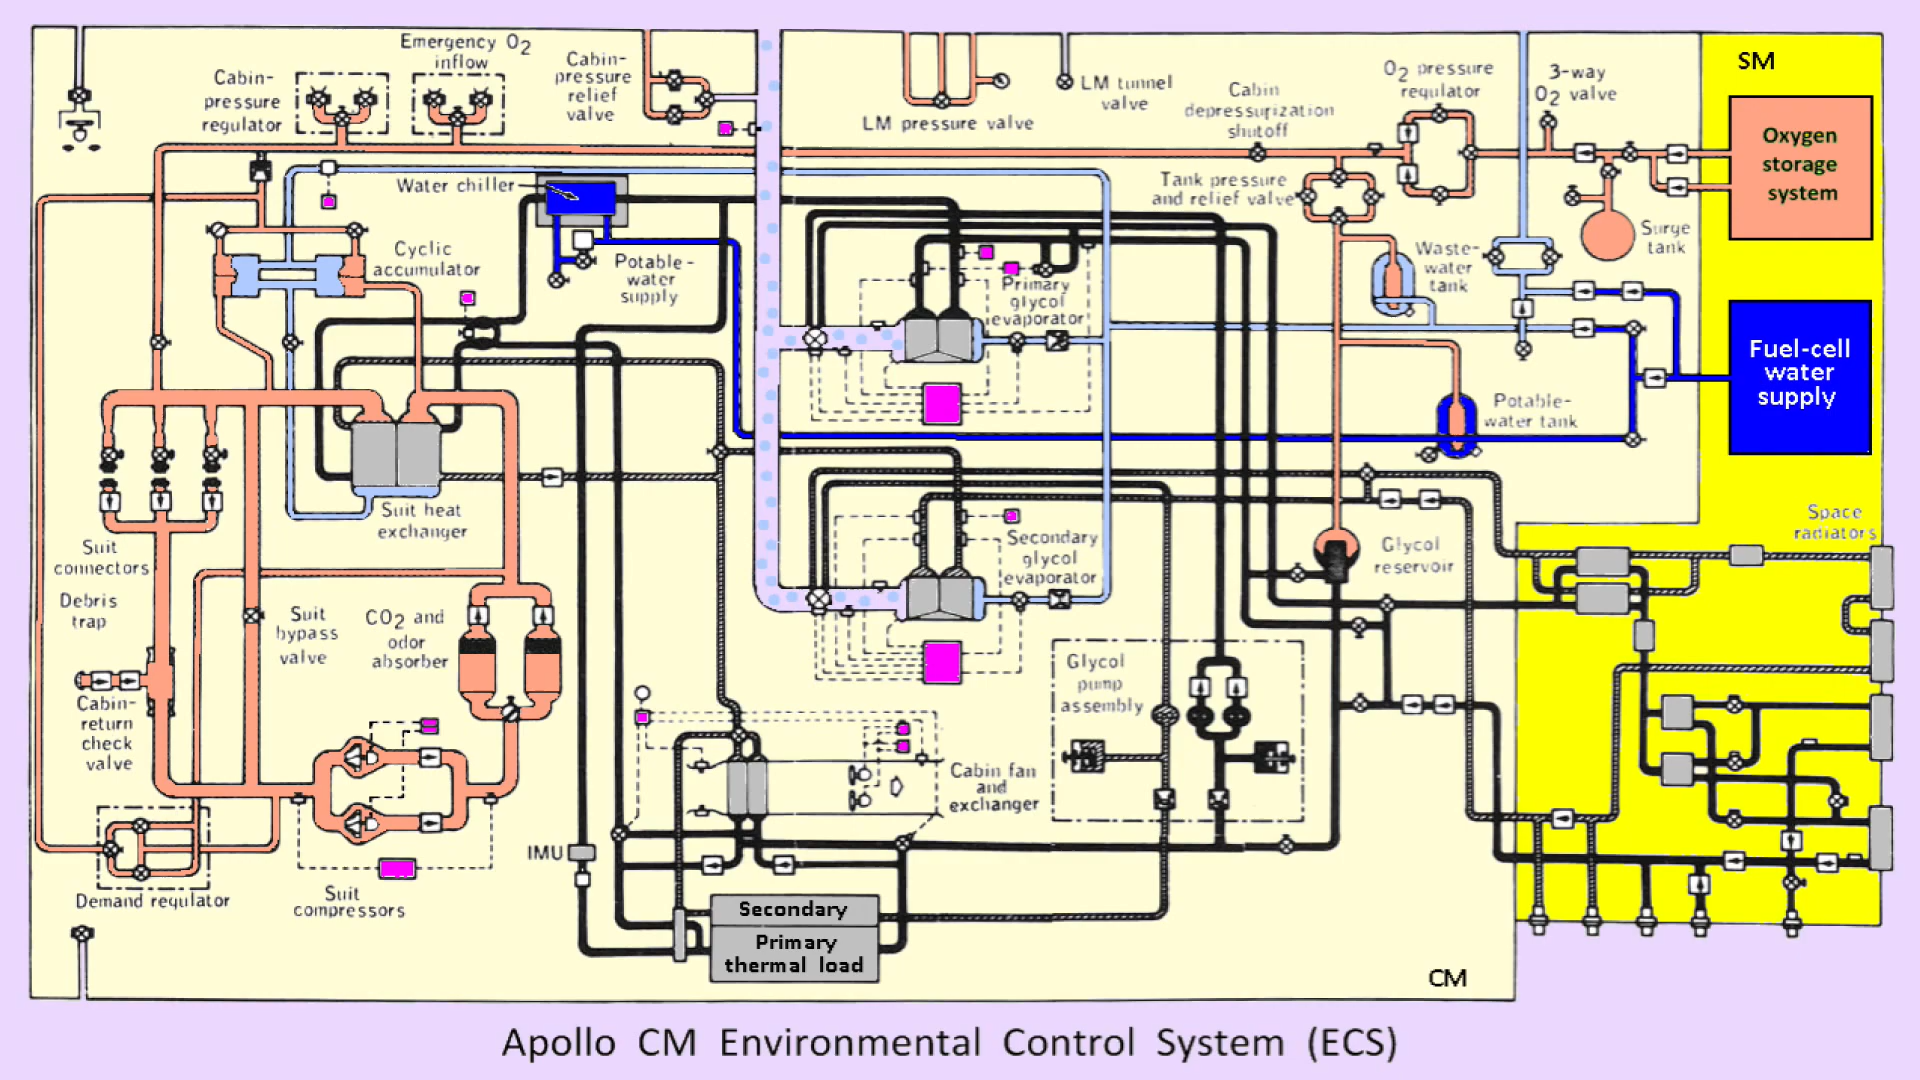 Cabin-
pressure
regulator
Emergency O2
inflow
Cabin-
pressure
relief
valve
LM pressure valve
LM tunnel
valve
Cabin
depressurization
shutoff
O2 pressure
regulator
3-way
O2 valve
SM
Oxygen
storage
system
Water chiller
Tank pressure
and relief valve
Surge
tank
Cyclic
accumulator
Potable-
water
supply
Primary
glycol
evaporator
Waste-
water
tank
Fuel-cell
water
supply
Potable-
water tank
Suit heat
exchanger
Suit
connectors
Debris
trap
Suit
bypass
valve
CO2 and
odor
absorber
Secondary
glycol
evaporator
Glycol
reservoir
Space
radiators
Cabin-
return
check
valve
Glycol
pump
assembly
Cabin fan
and
exchanger
IMU
Demand regulator
Suit
compressors
Secondary
Primary
thermal load
CM
Apollo CM Environmental Control System (ECS)